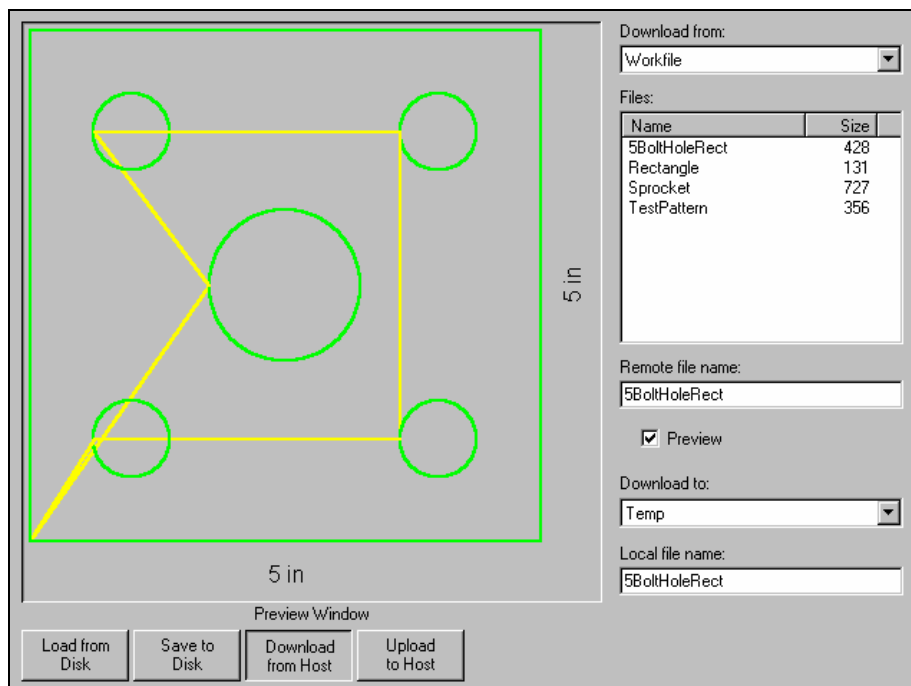 Download from:
Workfile
Files:
Name Size
5BoltHoleRect 428
Rectangle 131
Sprocket 727
TestPattern 356
5 in
Remote file name:
5BoltHoleRect
Preview
Download to:
Temp
Local file name:
5BoltHoleRect
5 in
Preview Window
Load from
Disk
Save to
Disk
Download
from Host
Upload
to Host